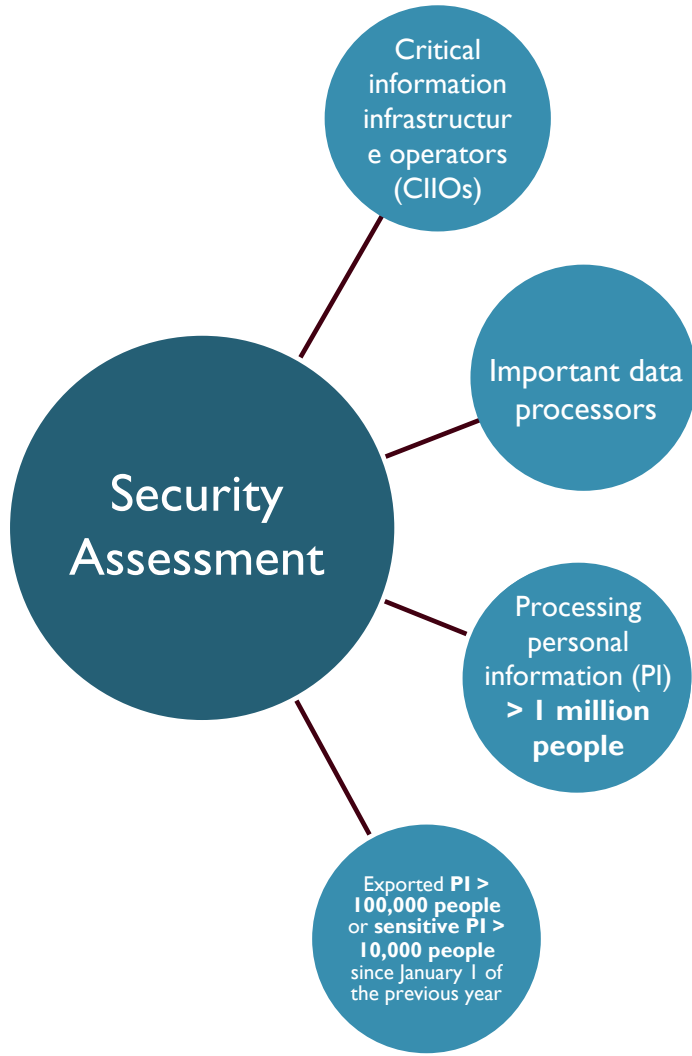 Critical
information
infrastructur
e operators
(CIIOs)
Important data
processors
Security
Assessment
Processing
personal
information (PI)
> 1 million
people
Exported PI >
100,000 people
or sensitive PI >
10,000 people
since January 1 of
the previous year